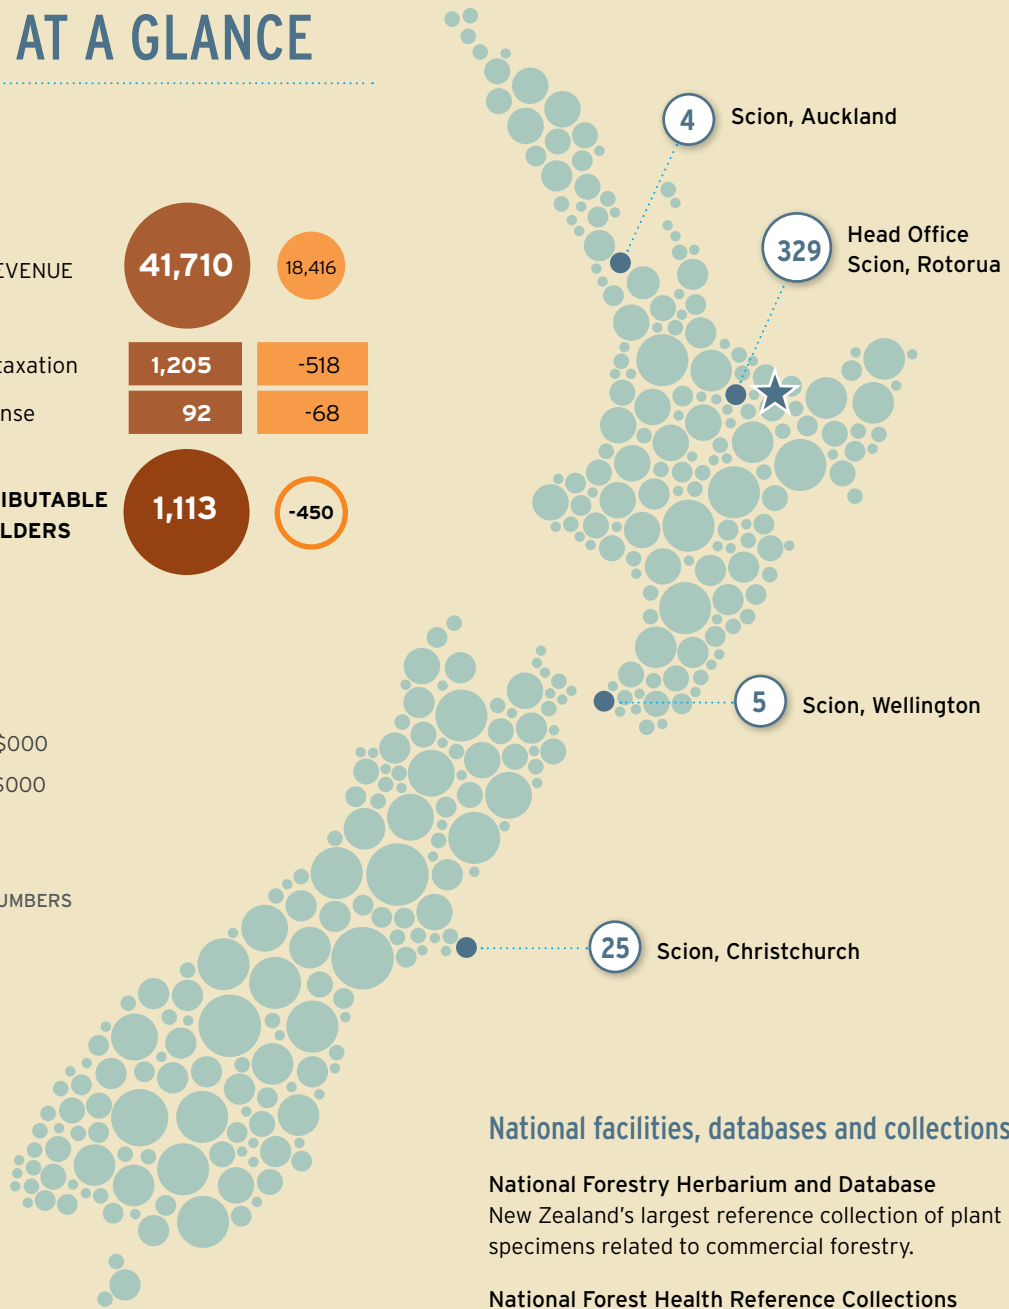 AT A GLANCE
4
Scion, Auckland
329
Head Office
Scion, Rotorua
EVENUE
41,710
18,416
taxation
1,205
-518
nse
92
-68
IBUTABLE
LDERS
1,113
-450
5
Scion, Wellington
$000
$000
UMBERS
25
Scion, Christchurch
National facilities, databases and collections
National Forestry Herbarium and Database
New Zealand’s largest reference collection of plant
specimens related to commercial forestry.
National Forest Health Reference Collections